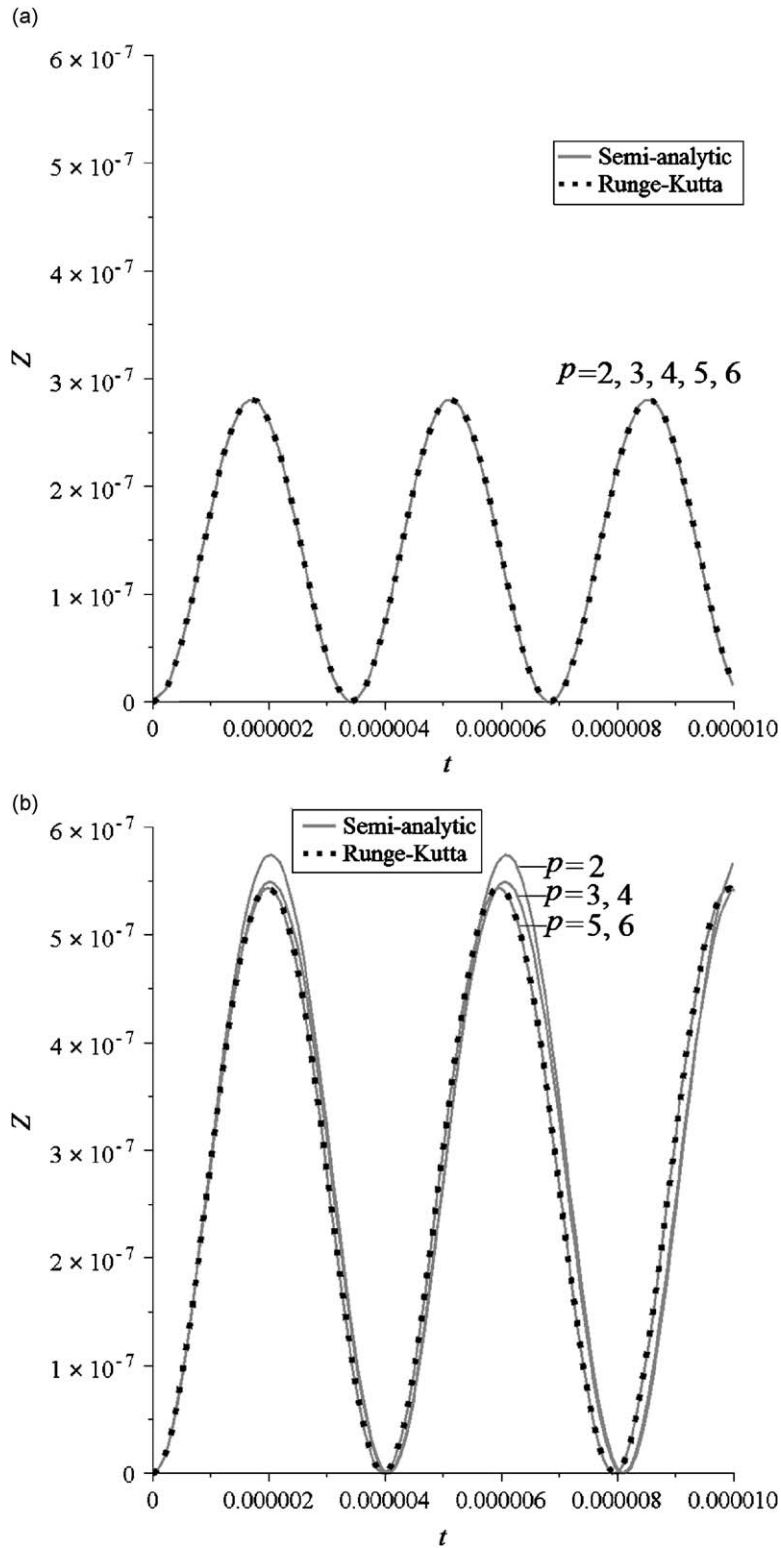 (a)
6 × 10⁻⁷
5 × 10⁻⁷
Semi-analytic
Runge-Kutta
4 × 10⁻⁷
Z
3 × 10⁻⁷
p=2, 3, 4, 5, 6
2 × 10⁻⁷
1 × 10⁻⁷
0
0 0.000002 0.000004 0.000006 0.000008 0.000010
t
(b)
6 × 10⁻⁷
Semi-analytic
Runge-Kutta
p=2
p=3, 4
5 × 10⁻⁷
p=5, 6
4 × 10⁻⁷
Z
3 × 10⁻⁷
2 × 10⁻⁷
1 × 10⁻⁷
0
0 0.000002 0.000004 0.000006 0.000008 0.000010
t